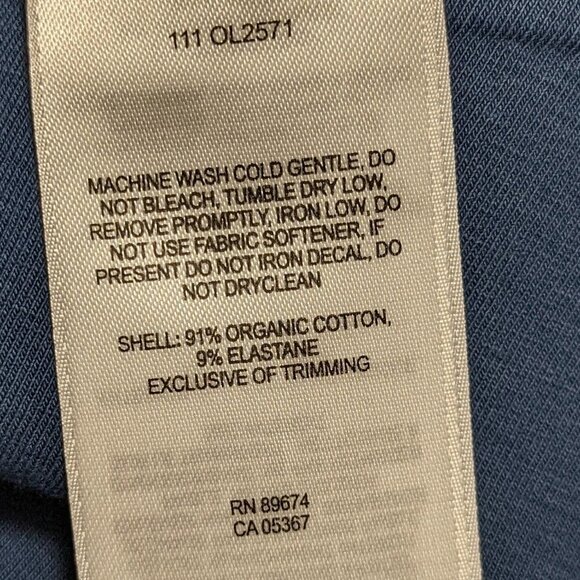 111 OL2571
MACHINE WASH COLD GENTLE, DO
NOT BLEACH, TUMBLE DRY LOW,
REMOVE PROMPTLY, IRON LOW, DO
NOT USE FABRIC SOFTENER, IF
PRESENT DO NOT IRON DECAL, DO
NOT DRYCLEAN
SHELL: 91% ORGANIC COTTON,
9% ELASTANE
EXCLUSIVE OF TRIMMING
RN 89674
CA 05367